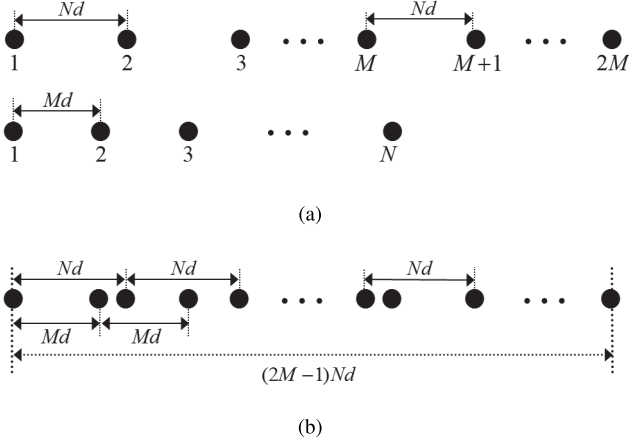 Nd Nd
1 2 3 ... M M+1 ... 2M
Md
1 2 3 ... N
(a)
Nd Nd Nd
... ...
Md Md
(2M −1)Nd
(b)